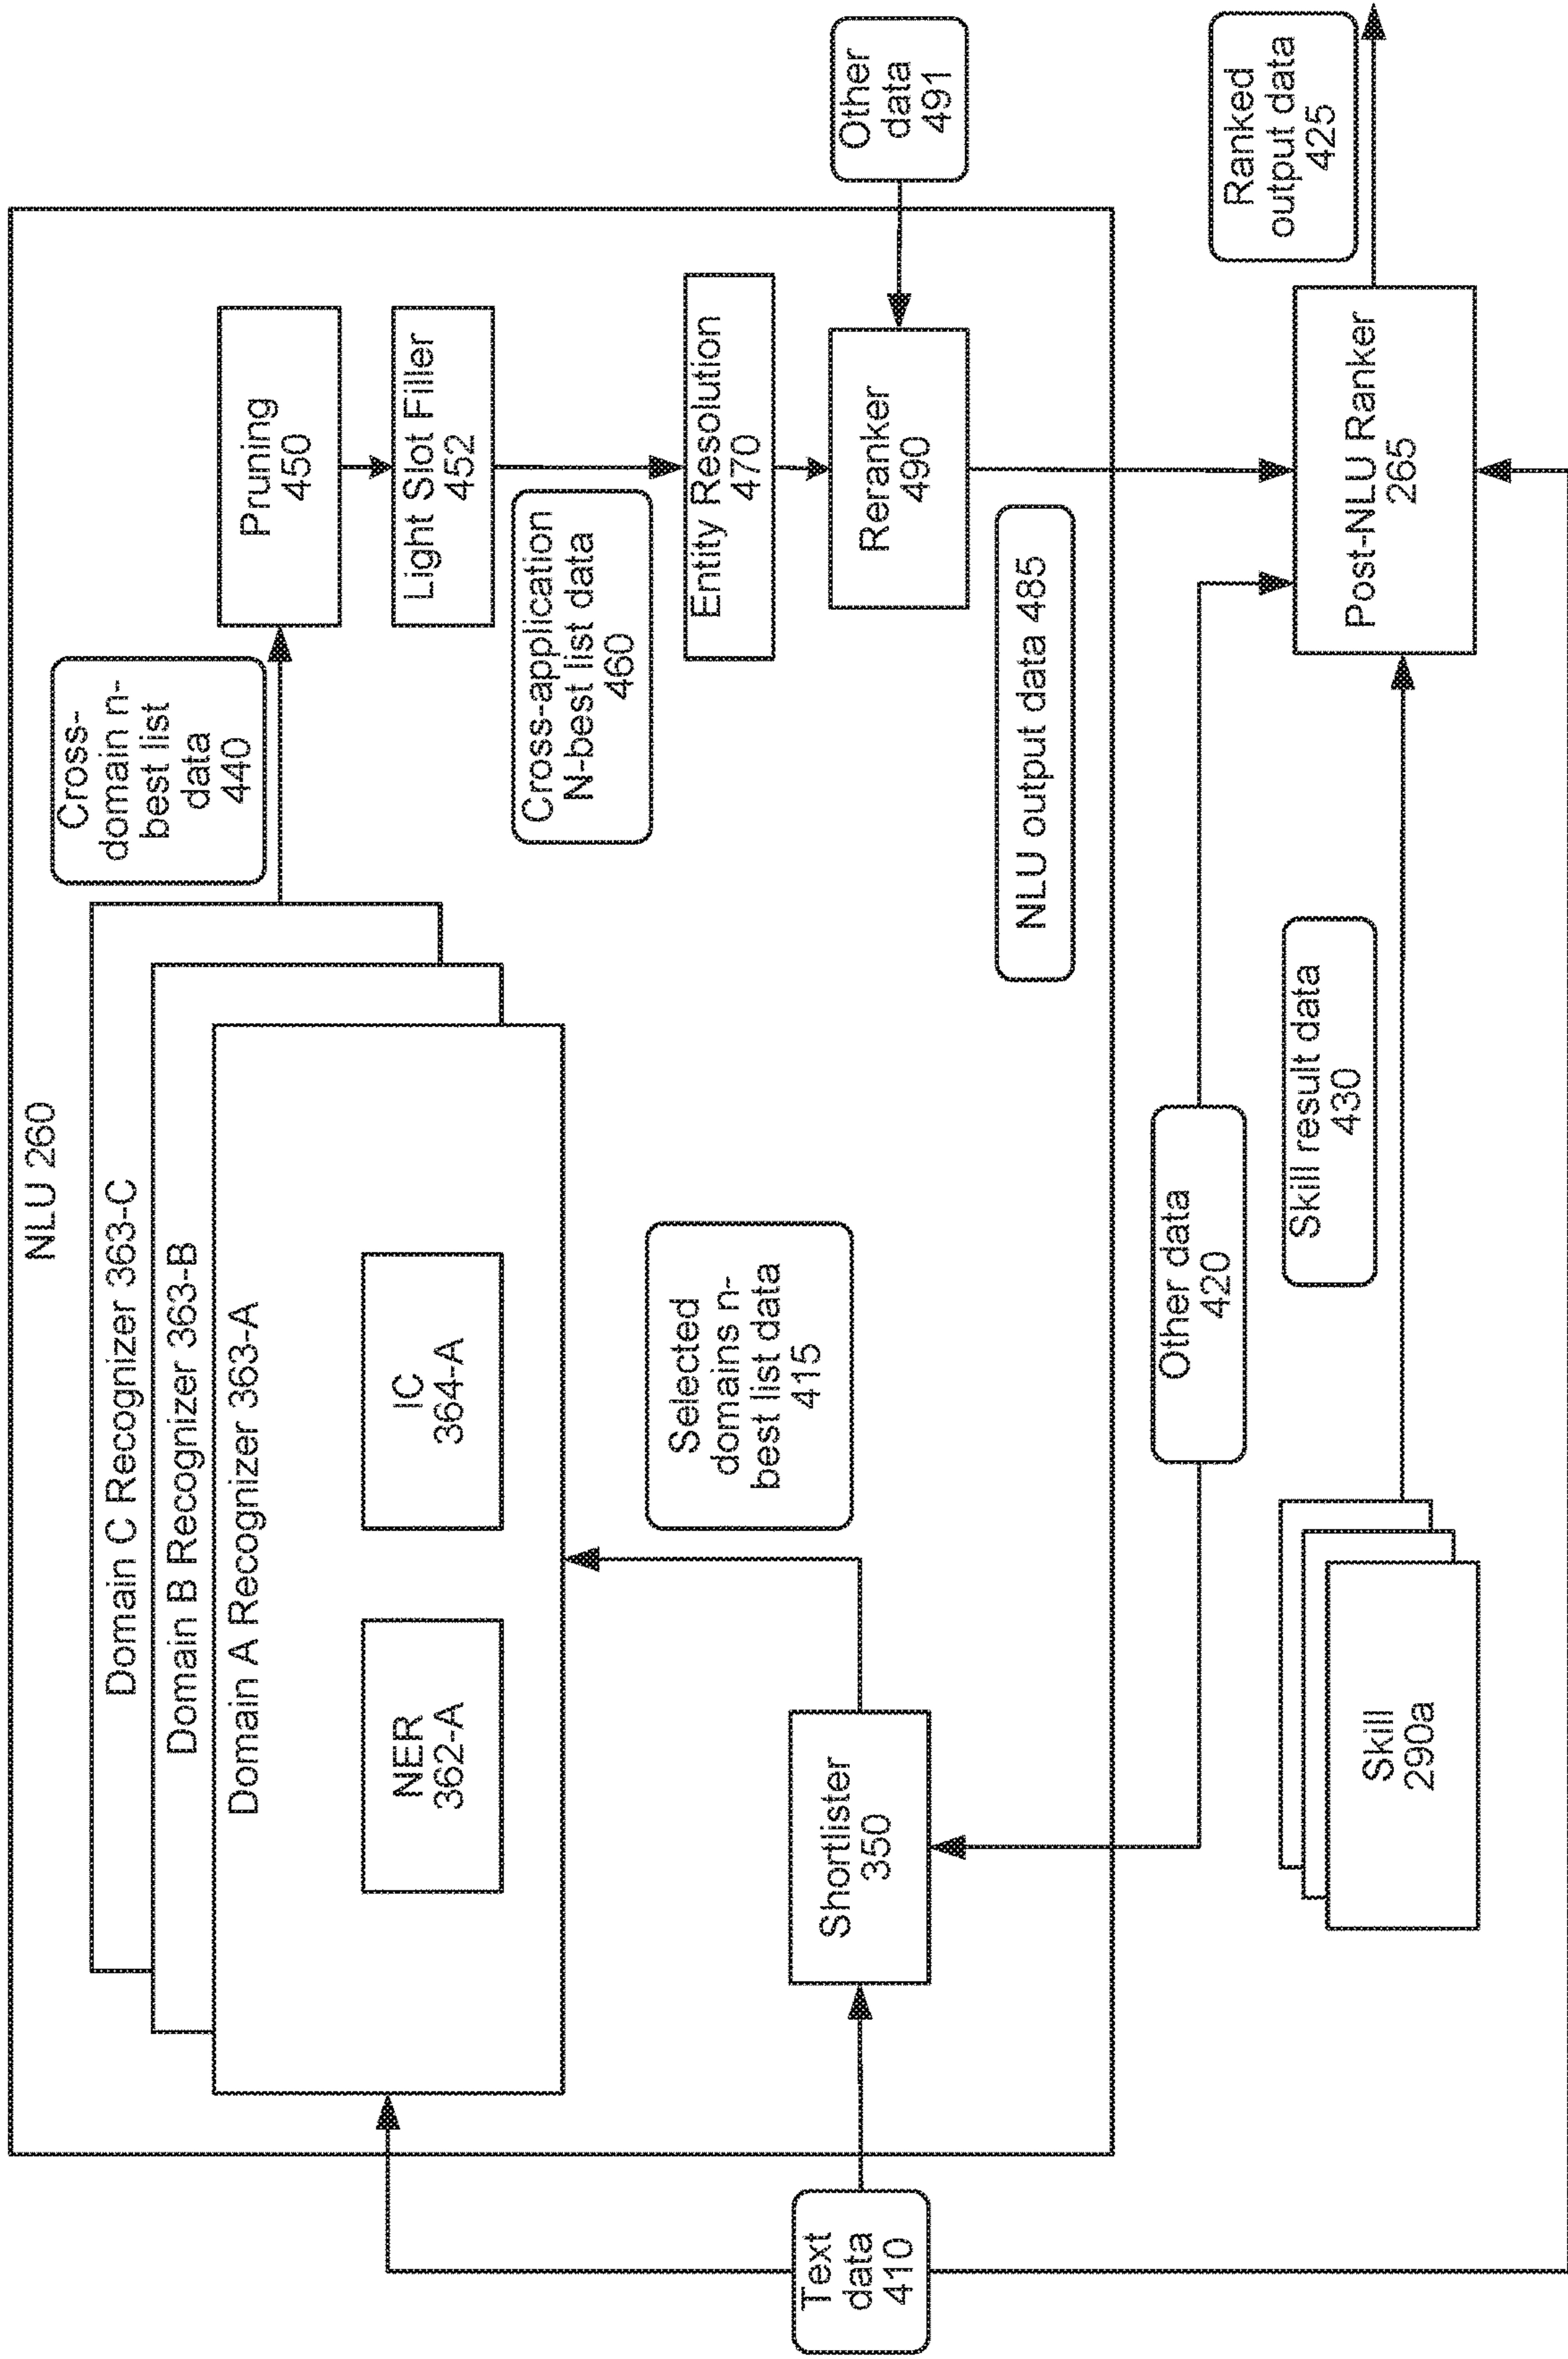 NLU 260
Domain C Recognizer 363-C
Domain B Recognizer 363-B
Domain A Recognizer 363-A
NER
362-A
IC
364-A
Cross-
domain n-
best list
data
440
Pruning
450
Light Slot Filler
452
Cross-application
N-best list data
460
Entity Resolution
470
Reranker
490
Other
data
491
Selected
domains n-
best list data
415
Shortlister
350
Text
data
410
NLU output data 485
Other data
420
Skill result data
430
Skill
290a
Post-NLU Ranker
265
Ranked
output data
425